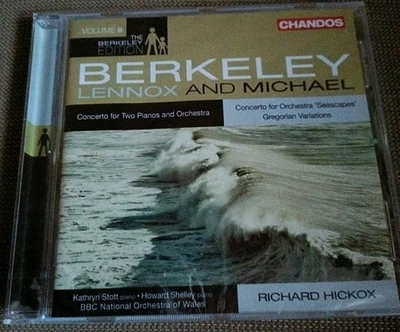 VOLUME 6
THE
BERKELEY
EDITION
CHANDOS
BERKELEY
LENNOX AND MICHAEL
Concerto for Two Pianos and Orchestra
Concerto for Orchestra 'Seascapes'
Gregorian Variations
Kathryn Stott piano • Howard Shelley piano
BBC National Orchestra of Wales
RICHARD HICKOX